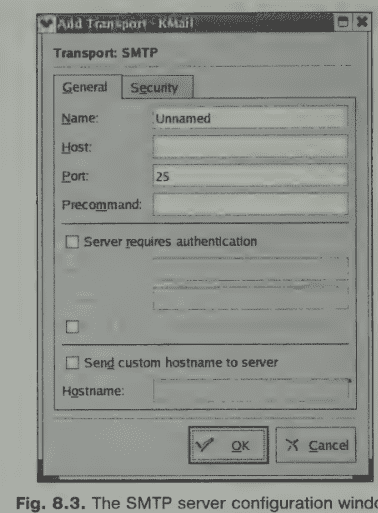 Add Transport - KMail
Transport: SMTP
General Security
Name: Unnamed
Host:
Port: 25
Precommand:
Server requires authentication
Send custom hostname to server
Hostname:
OK Cancel
Fig. 8.3. The SMTP server configuration windo